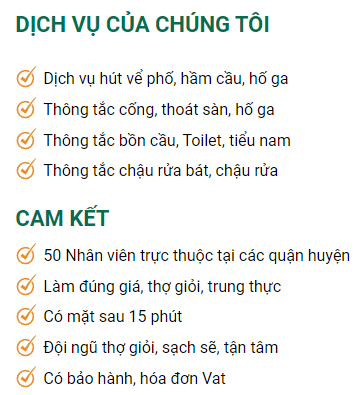 DỊCH VỤ CỦA CHÚNG TÔI
Dịch vụ hút vể phố, hầm cầu, hố ga
Thông tắc cống, thoát sàn, hố ga
Thông tắc bồn cầu, Toilet, tiểu nam
Thông tắc chậu rửa bát, chậu rửa
CAM KẾT
50 Nhân viên trực thuộc tại các quận huyện
Làm đúng giá, thợ giỏi, trung thực
Có mặt sau 15 phút
Đội ngũ thợ giỏi, sạch sẽ, tận tâm
Có bảo hành, hóa đơn Vat